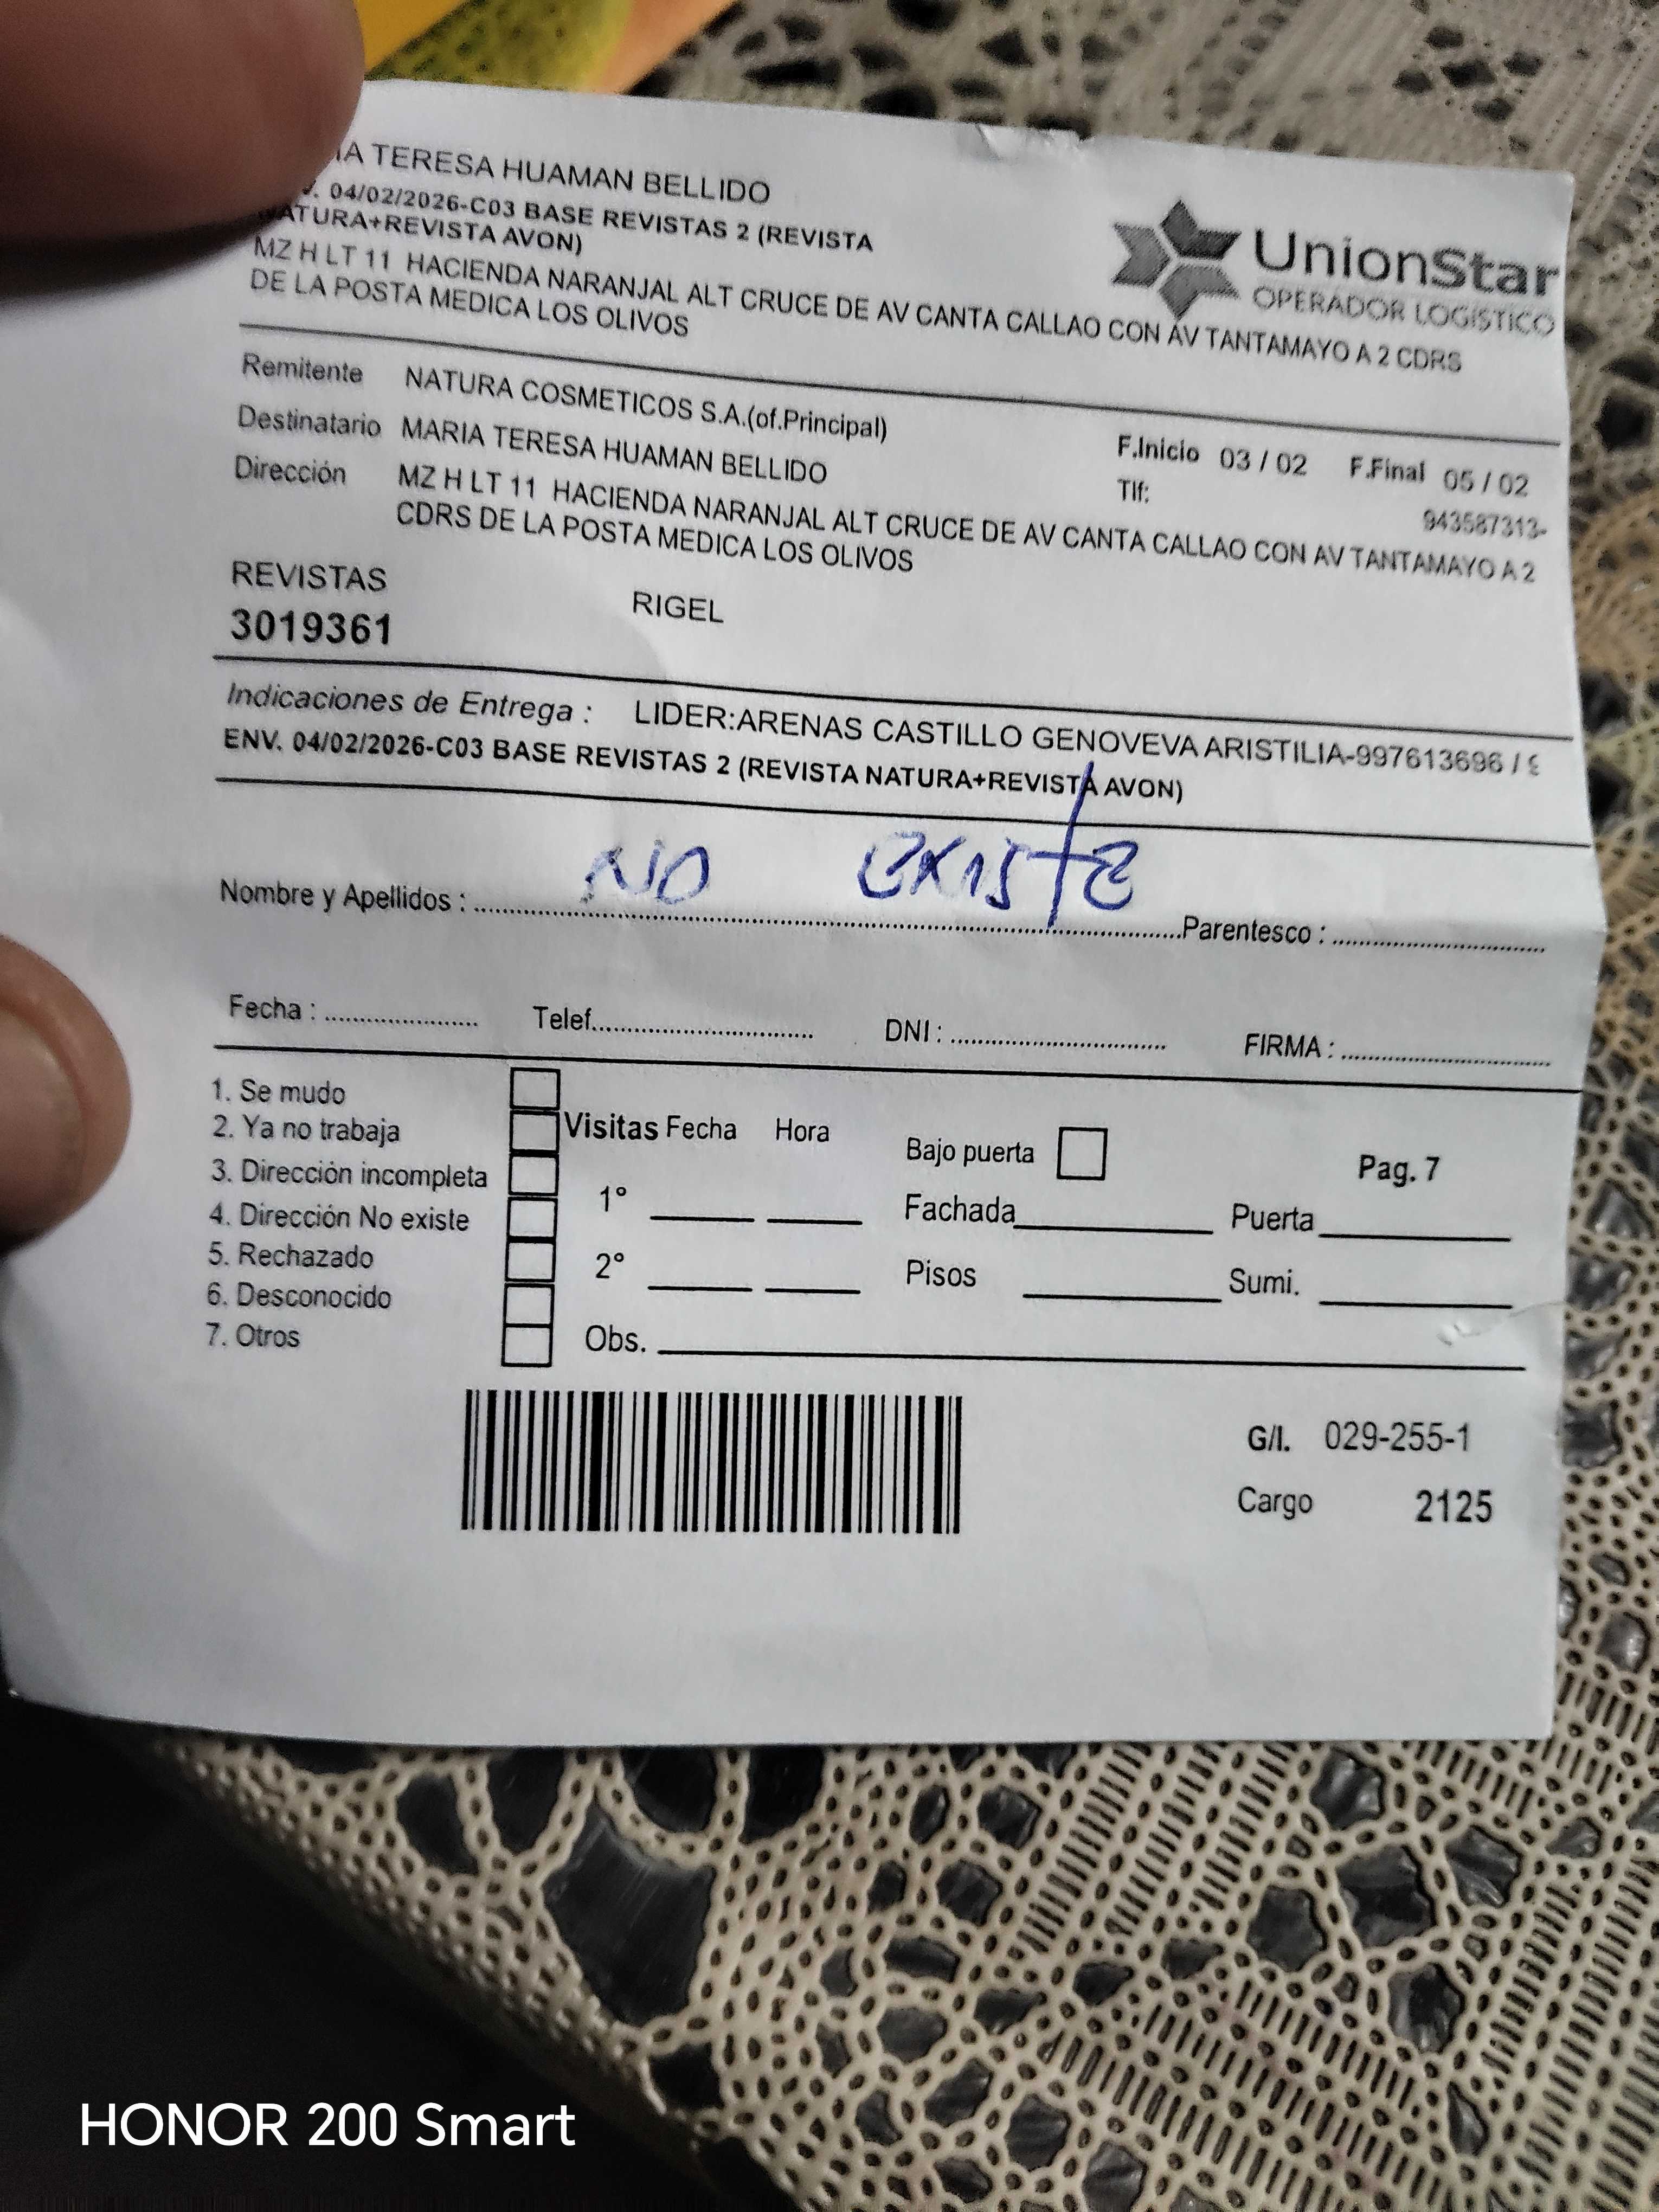 IA TERESA HUAMAN BELLIDO
V. 04/02/2026-C03 BASE REVISTAS 2 (REVISTA
NATURA+REVISTA AVON)
MZ H LT 11 HACIENDA NARANJAL ALT CRUCE DE AV CANTA CALLAO CON AV TANTAMAYO A 2 CDRS
DE LA POSTA MEDICA LOS OLIVOS
UnionStar
OPERADOR LOGÍSTICO
Remitente NATURA COSMETICOS S.A.(of.Principal)
Destinatario MARIA TERESA HUAMAN BELLIDO
F.Inicio 03 / 02 F.Final 05 / 02
Tlf: 943587313-
Dirección MZ H LT 11 HACIENDA NARANJAL ALT CRUCE DE AV CANTA CALLAO CON AV TANTAMAYO A 2
CDRS DE LA POSTA MEDICA LOS OLIVOS
REVISTAS RIGEL
3019361
Indicaciones de Entrega : LIDER:ARENAS CASTILLO GENOVEVA ARISTILIA-997613696 /
ENV. 04/02/2026-C03 BASE REVISTAS 2 (REVISTA NATURA+REVISTA AVON)
NO EXISTE
Nombre y Apellidos : Parentesco :
Fecha : Telef. DNI : FIRMA :
1. Se mudo
2. Ya no trabaja
3. Dirección incompleta
4. Dirección No existe
5. Rechazado
6. Desconocido
7. Otros
Visitas Fecha Hora
1°
2°
Obs.
Bajo puerta
Pag. 7
Fachada Puerta
Pisos Sumi.
G/I. 029-255-1
Cargo 2125
HONOR 200 Smart